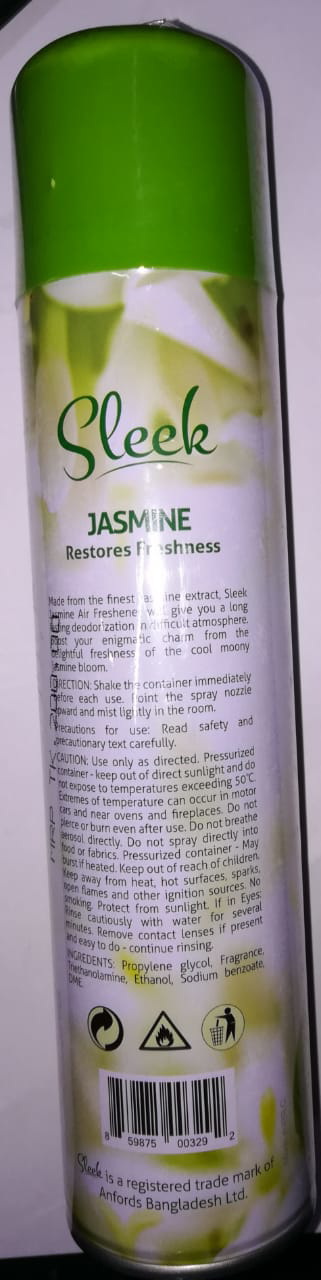 Sleek
JASMINE
Restores Freshness
Made from the finest jasmine extract, Sleek
Jasmine Air Freshener will give you a long
lasting deodorization in difficult atmosphere.
Boost your enigmatic charm from the
delightful freshness of the cool moony
jasmine bloom.
DIRECTION: Shake the container immediately
before each use. Point the spray nozzle
upward and mist lightly in the room.
Precautions for use: Read safety and
precautionary text carefully.
CAUTION: Use only as directed. Pressurized
container - keep out of direct sunlight and do
not expose to temperatures exceeding 50°C.
Extremes of temperature can occur in motor
cars and near ovens and fireplaces. Do not
pierce or burn even after use. Do not breathe
aerosol directly. Do not spray directly into
food or fabrics. Pressurized container - May
burst if heated. Keep out of reach of children.
Keep away from heat, hot surfaces, sparks,
open flames and other ignition sources. No
smoking. Protect from sunlight. If in Eyes:
Rinse cautiously with water for several
minutes. Remove contact lenses if present
and easy to do - continue rinsing.
INGREDIENTS: Propylene glycol, Fragrance,
Triethanolamine, Ethanol, Sodium benzoate,
DME.
8 59875 00329 2
Sleek is a registered trade mark of
Anfords Bangladesh Ltd.
MRP TK